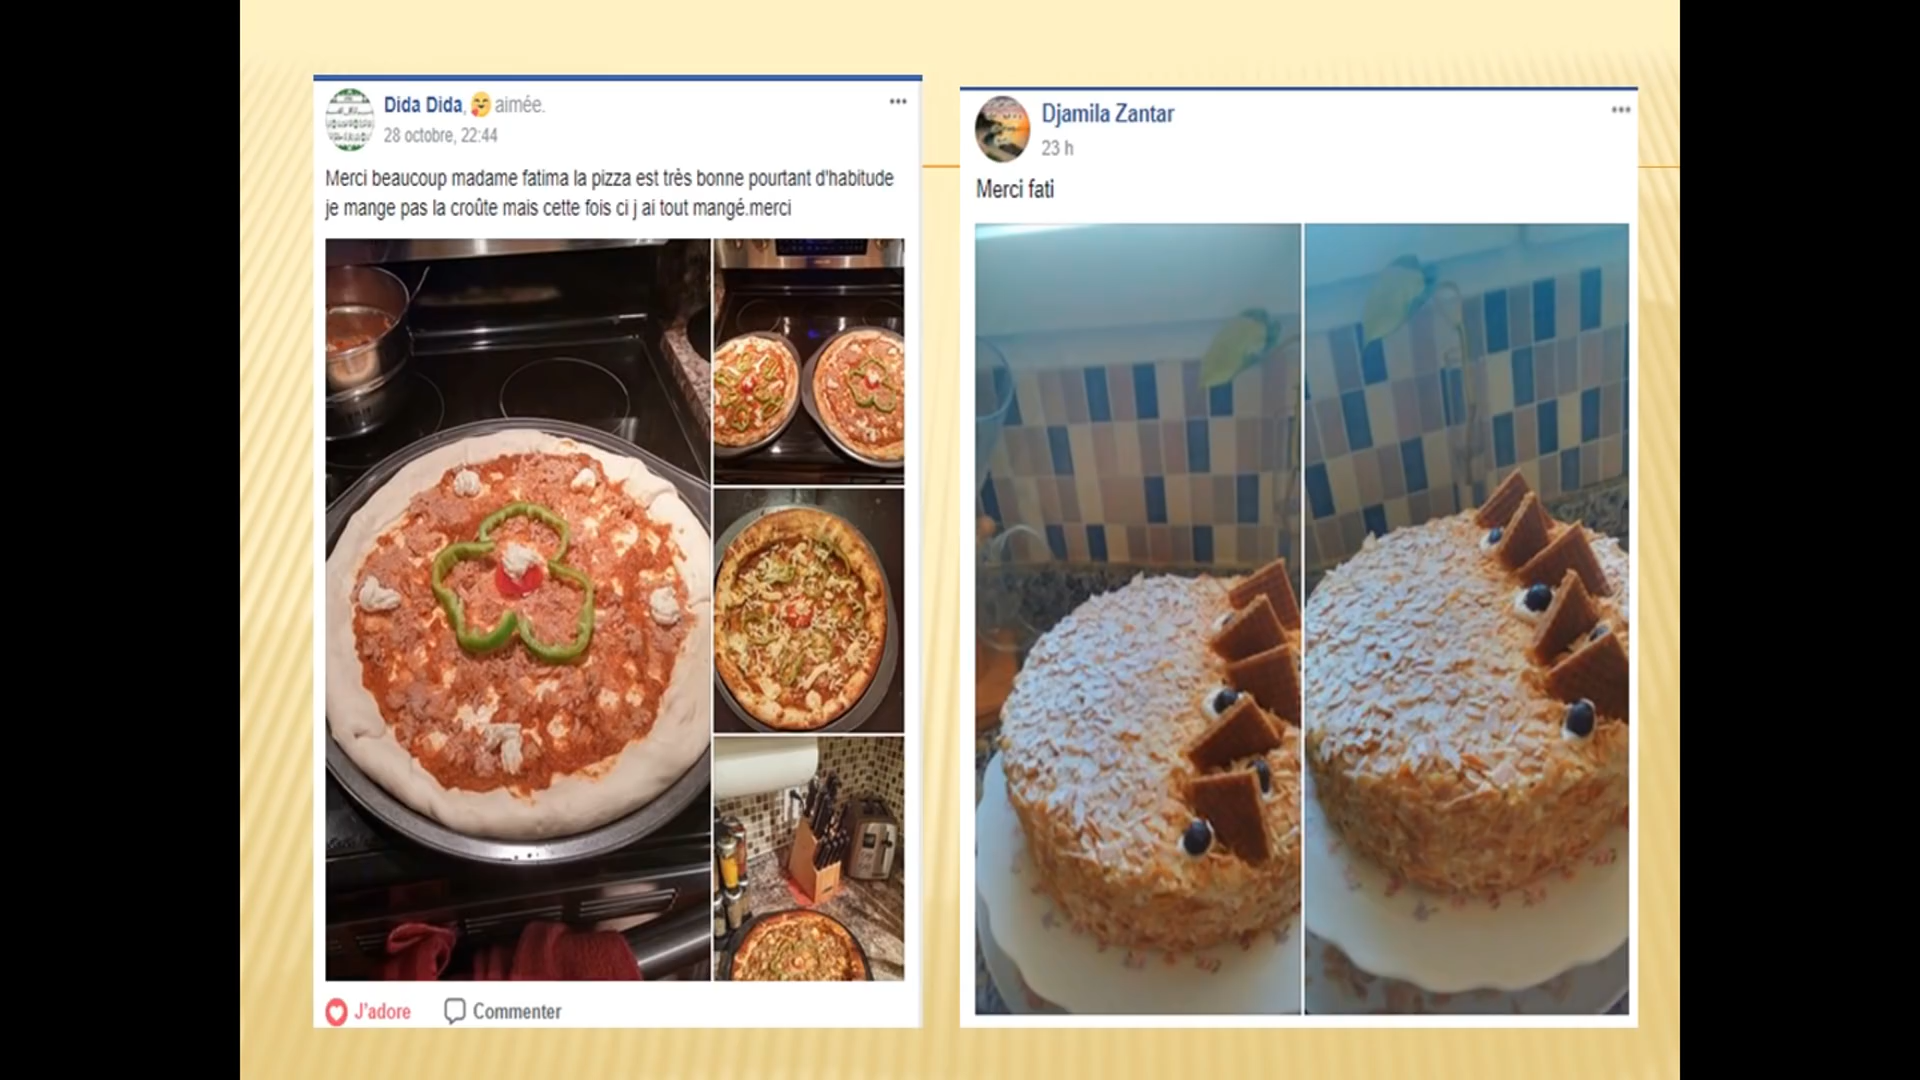 Dida Dida, 🥰 aimée.
28 octobre, 22:44
Merci beaucoup madame fatima la pizza est très bonne pourtant d'habitude
je mange pas la croûte mais cette fois ci j ai tout mangé.merci
J'adore
Commenter
Djamila Zantar
23 h
Merci fati